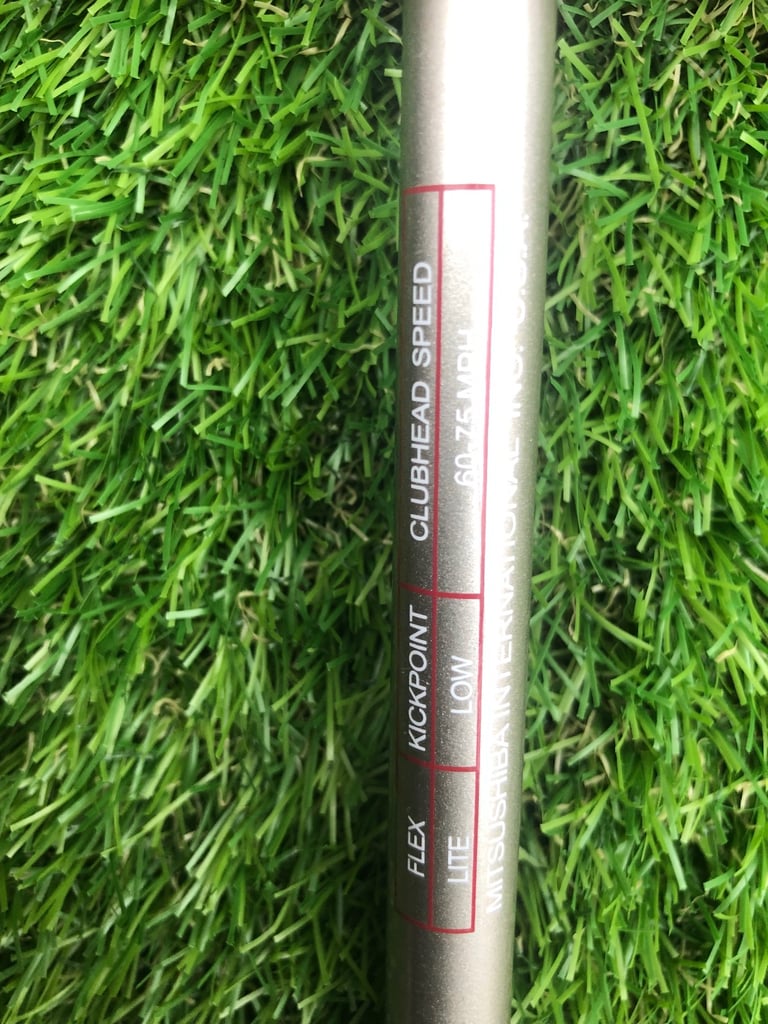 FLEX KICKPOINT CLUBHEAD SPEED
LITE LOW 60-75 MPH
MITSUSHIBA INTERNATIONAL INC. U.S.A.